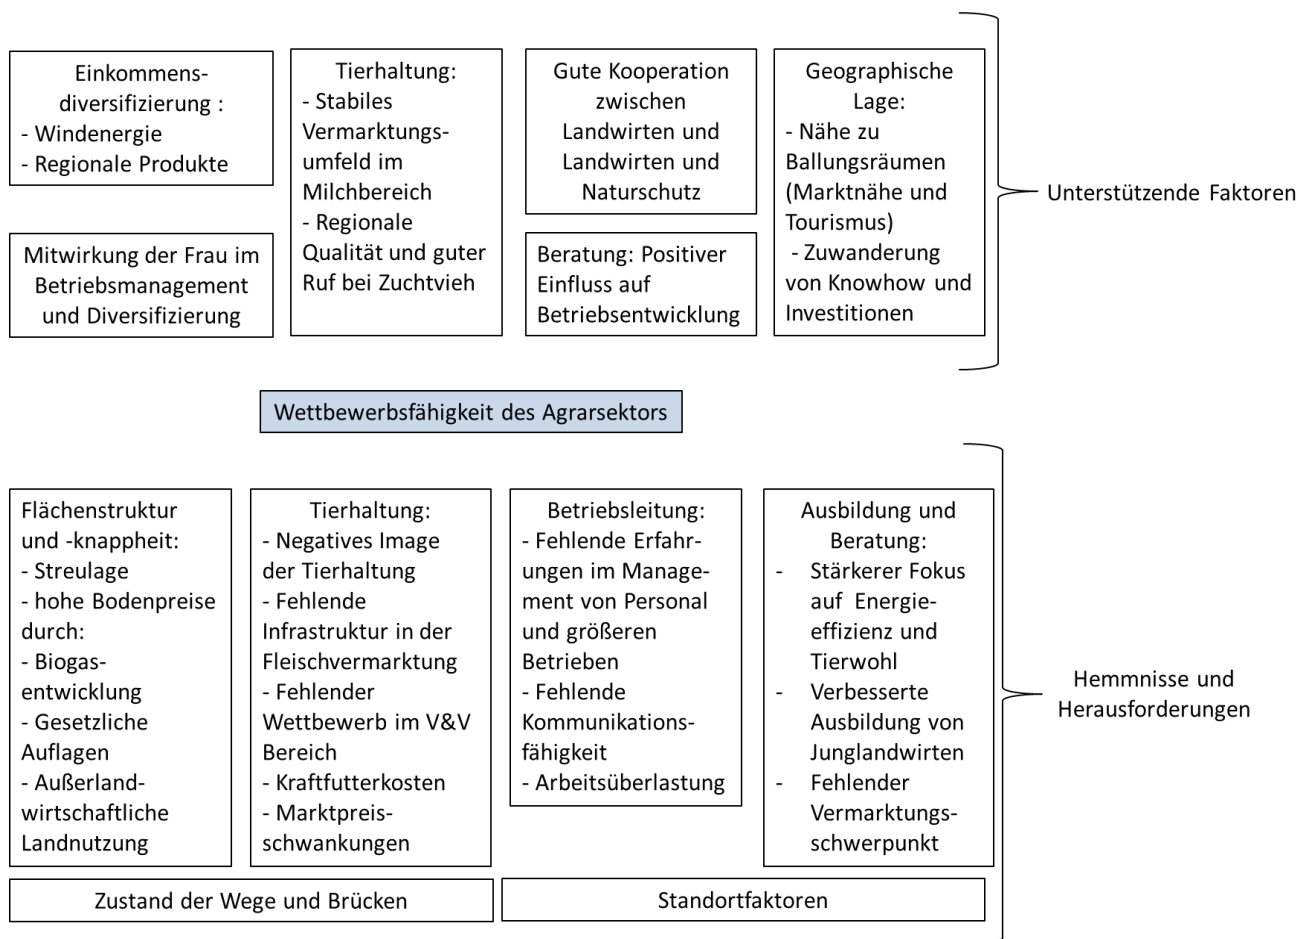 Einkommens-
diversifizierung :
- Windenergie
- Regionale Produkte
Mitwirkung der Frau im
Betriebsmanagement
und Diversifizierung
Tierhaltung:
- Stabiles
Vermarktungs-
umfeld im
Milchbereich
- Regionale
Qualität und guter
Ruf bei Zuchtvieh
Gute Kooperation
zwischen
Landwirten und
Landwirten und
Naturschutz
Beratung: Positiver
Einfluss auf
Betriebsentwicklung
Geographische
Lage:
- Nähe zu
Ballungsräumen
(Marktnähe und
Tourismus)
- Zuwanderung
von Knowhow und
Investitionen
Unterstützende Faktoren
Wettbewerbsfähigkeit des Agrarsektors
Flächenstruktur
und -knappheit:
- Streulage
- hohe Bodenpreise
durch:
- Biogas-
entwicklung
- Gesetzliche
Auflagen
- Außerland-
wirtschaftliche
Landnutzung
Tierhaltung:
- Negatives Image
der Tierhaltung
- Fehlende
Infrastruktur in der
Fleischvermarktung
- Fehlender
Wettbewerb im V&V
Bereich
- Kraftfutterkosten
- Marktpreis-
schwankungen
Betriebsleitung:
- Fehlende Erfahr-
ungen im Manage-
ment von Personal
und größeren
Betrieben
- Fehlende
Kommunikations-
fähigkeit
- Arbeitsüberlastung
Ausbildung und
Beratung:
- Stärkerer Fokus
auf Energie-
effizienz und
Tierwohl
- Verbesserte
Ausbildung von
Junglandwirten
- Fehlender
Vermarktungs-
schwerpunkt
Hemmnisse und
Herausforderungen
Zustand der Wege und Brücken
Standortfaktoren